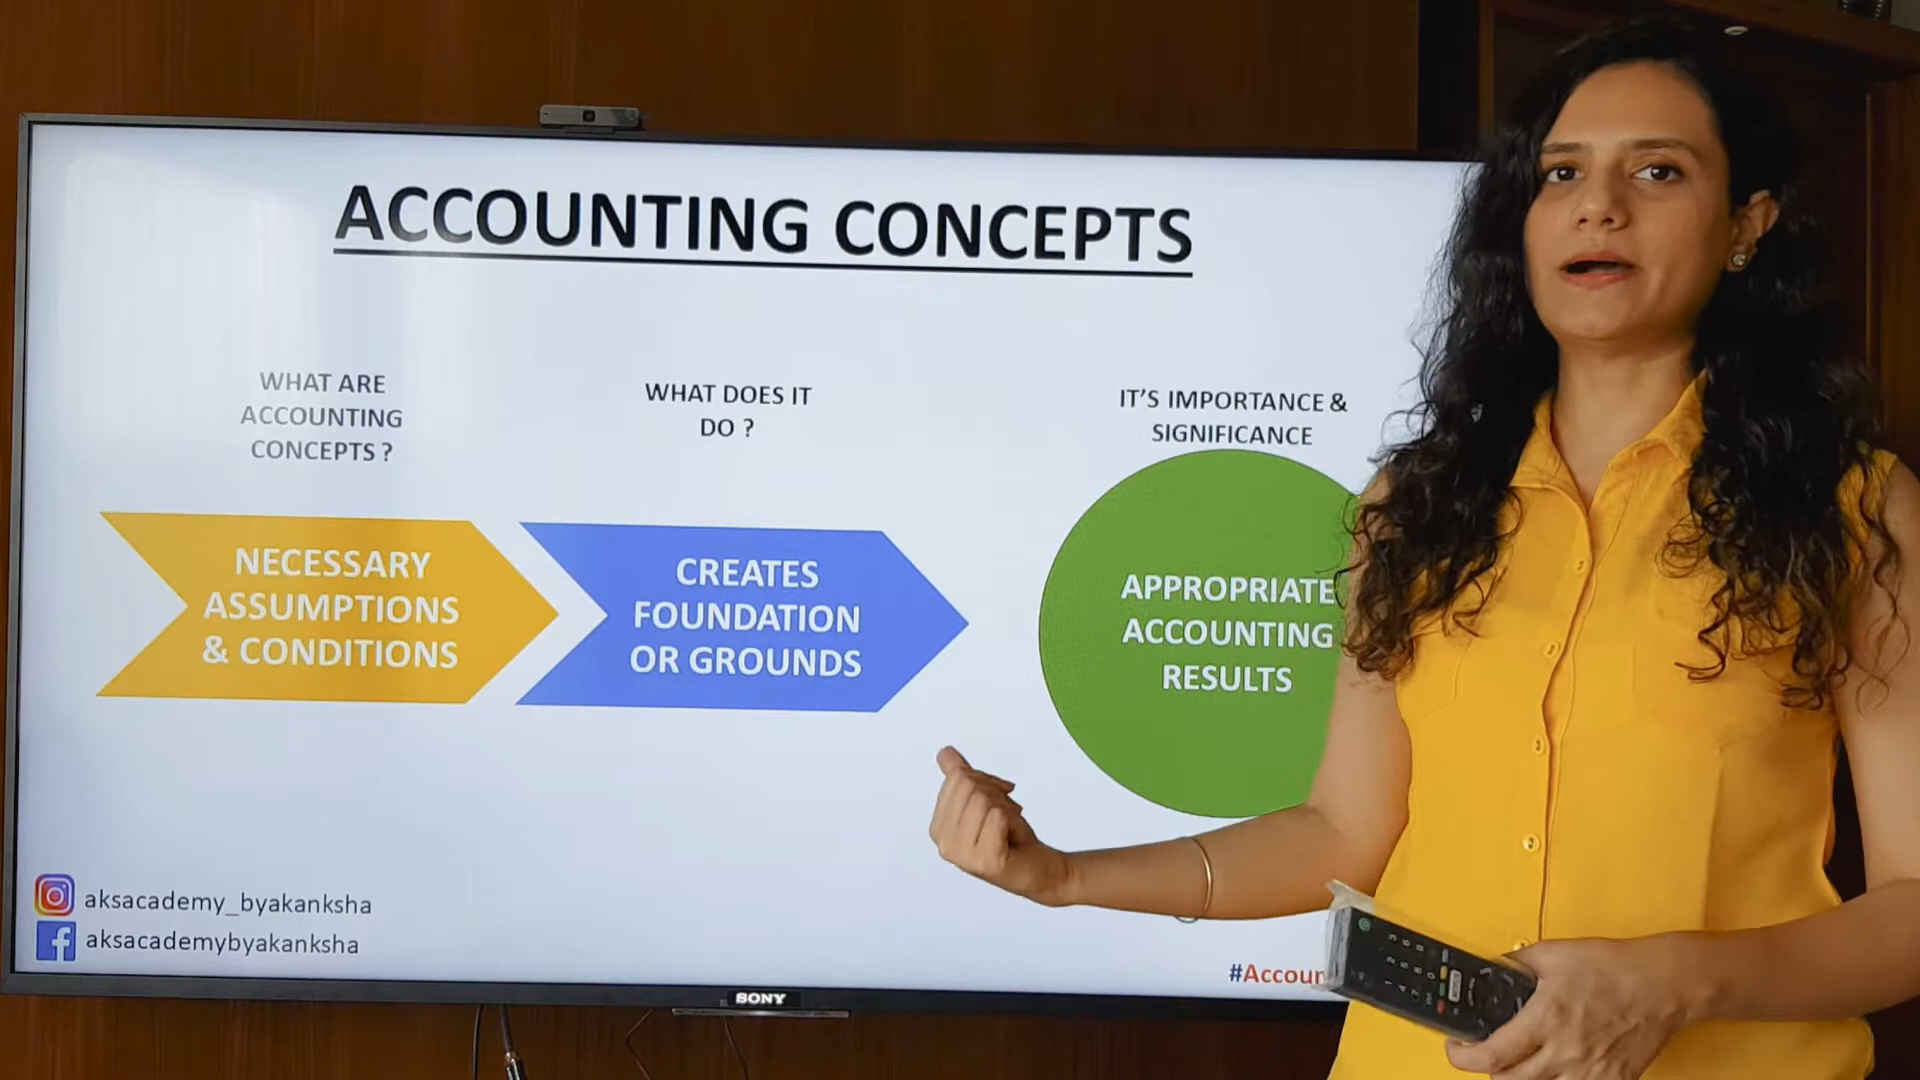 ACCOUNTING CONCEPTS
WHAT ARE
ACCOUNTING
CONCEPTS ?
WHAT DOES IT
DO ?
IT'S IMPORTANCE &
SIGNIFICANCE
NECESSARY
ASSUMPTIONS
& CONDITIONS
CREATES
FOUNDATION
OR GROUNDS
APPROPRIATE
ACCOUNTING
RESULTS
aksacademy_byakanksha
aksacademybyakanksha
SONY